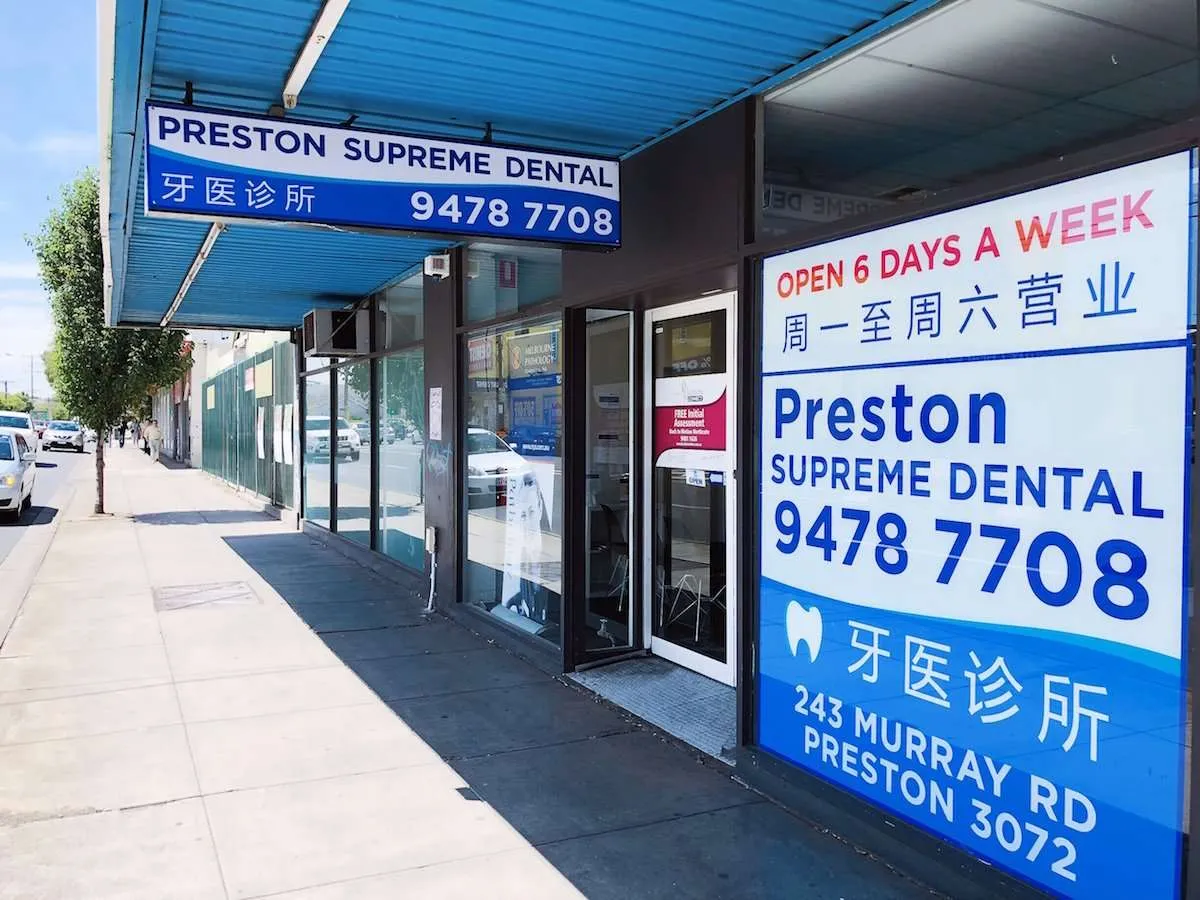 PRESTON SUPREME DENTAL
牙医诊所 9478 7708
OPEN 6 DAYS A WEEK
周一至周六营业
Preston
SUPREME DENTAL
9478 7708
牙医诊所
243 MURRAY RD
PRESTON 3072
MELBOURNE
PATHOLOGY
FREE Initial
Assessment
OPEN